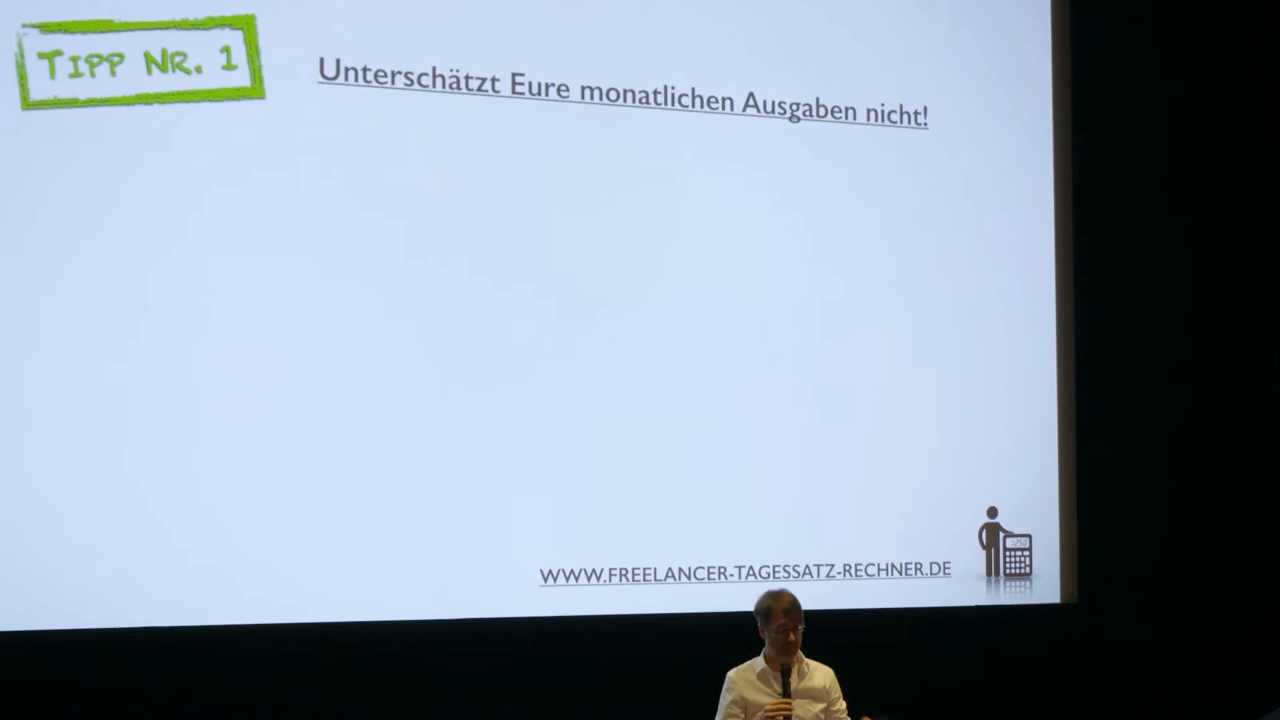 TIPP NR. 1
Unterschätzt Eure monatlichen Ausgaben nicht!
WWW.FREELANCER-TAGESSATZ-RECHNER.DE